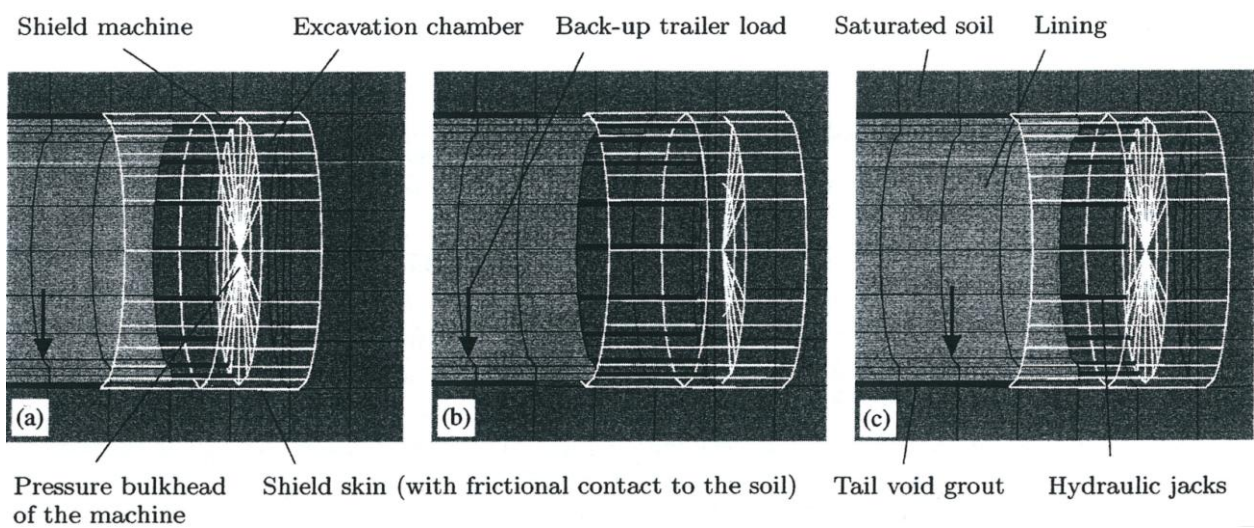 Shield machine Excavation chamber Back-up trailer load Saturated soil Lining
(a) (b) (c)
Pressure bulkhead Shield skin (with frictional contact to the soil) Tail void grout Hydraulic jacks
of the machine